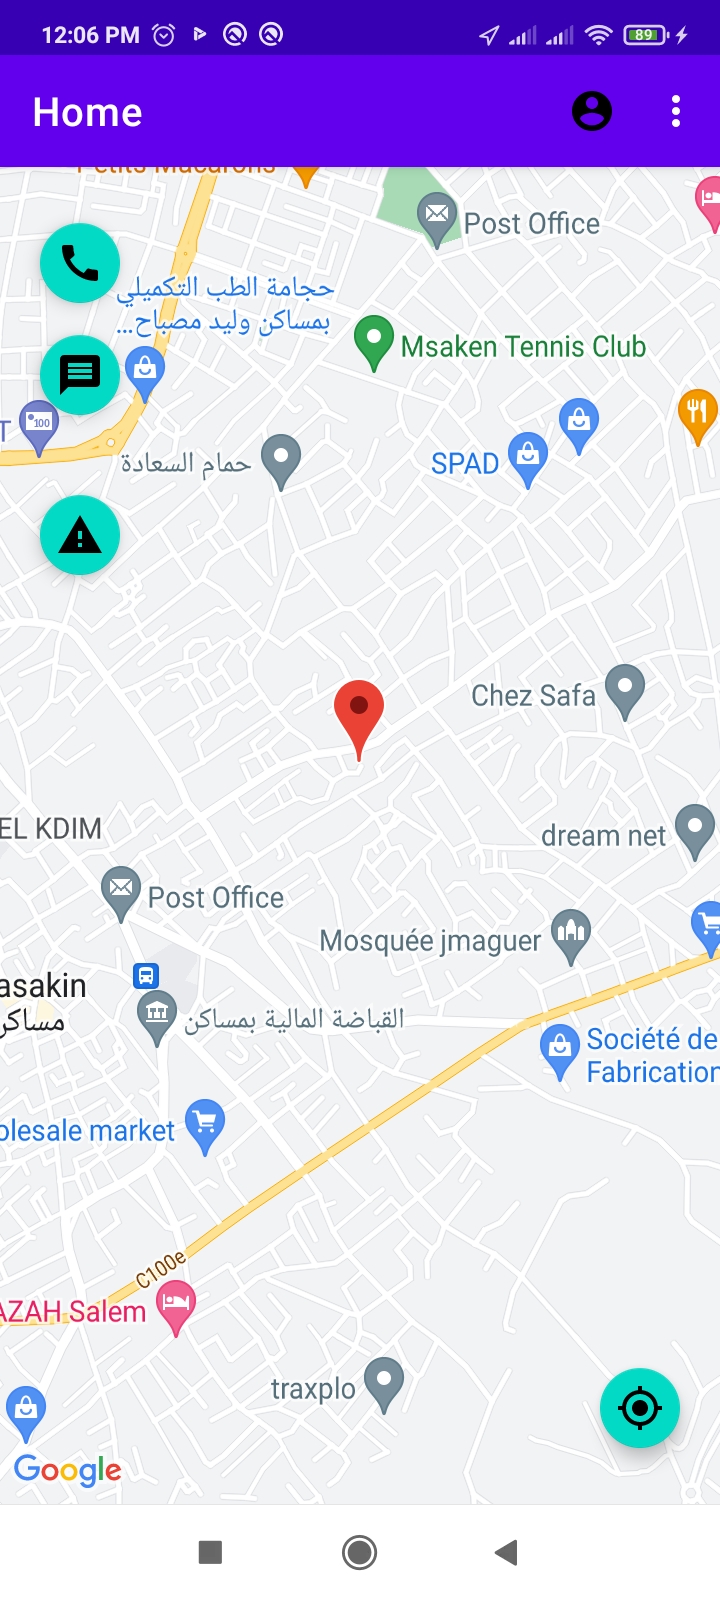 12:06 PM
89
Home
Petits Macarons
Post Office
حجامة الطب التكميلي
بمساكن وليد مصباح...
Msaken Tennis Club
100
T
SPAD
حمام السعادة
Chez Safa
EL KDIM
dream net
Post Office
Mosquée jmaguer
asakin
مساكن
القباضة المالية بمساكن
Société de
Fabrication
olesale market
C100e
AZAH Salem
traxplo
Google